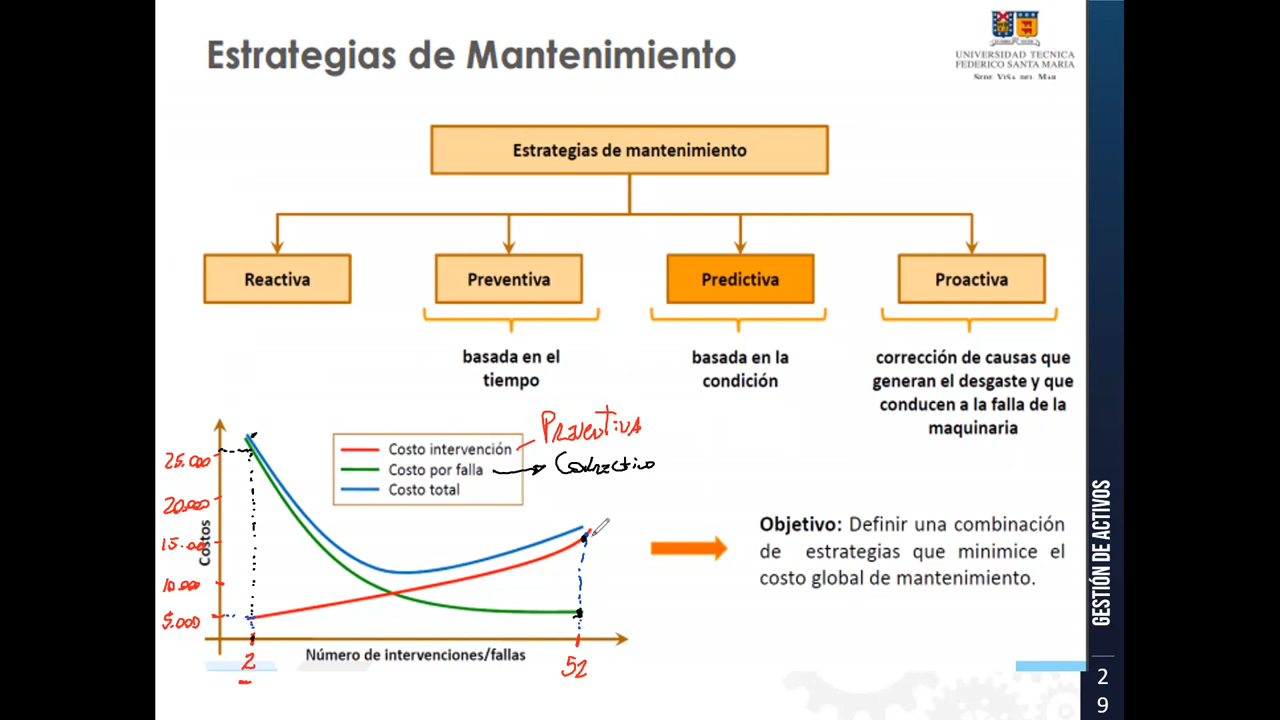 Estrategias de Mantenimiento
UNIVERSIDAD TECNICA
FEDERICO SANTA MARIA
SEDE VIÑA DEL MAR
Estrategias de mantenimiento
Reactiva
Preventiva
Predictiva
Proactiva
basada en el
tiempo
basada en la
condición
corrección de causas que
generan el desgaste y que
conducen a la falla de la
maquinaria
Costo intervención
Preventiva
Costo por falla
Correctivo
Costo total
25.000
20.000
15.000
10.000
5.000
Costos
2
52
Número de intervenciones/fallas
Objetivo: Definir una combinación
de estrategias que minimice el
costo global de mantenimiento.
GESTIÓN DE ACTIVOS
2
9